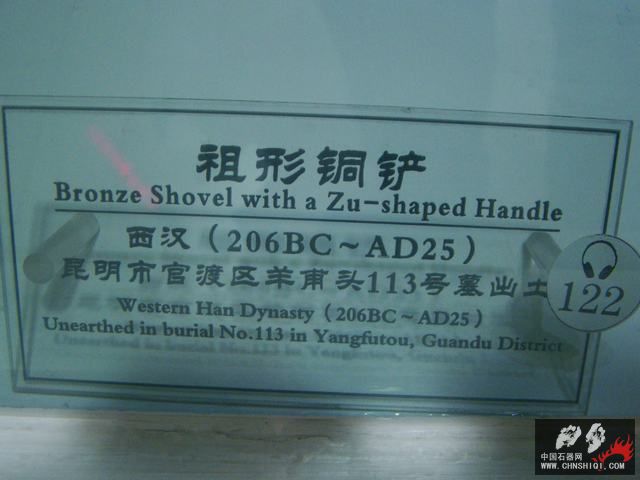 祖形铜铲
Bronze Shovel with a Zu-shaped Handle
西汉（206BC～AD25）
昆明市官渡区羊甫头113号墓出土
122
Western Han Dynasty（206BC～AD25）
Unearthed in burial No.113 in Yangfutou, Guandu District
中国石器网
WWW.CHNSHIQI.COM